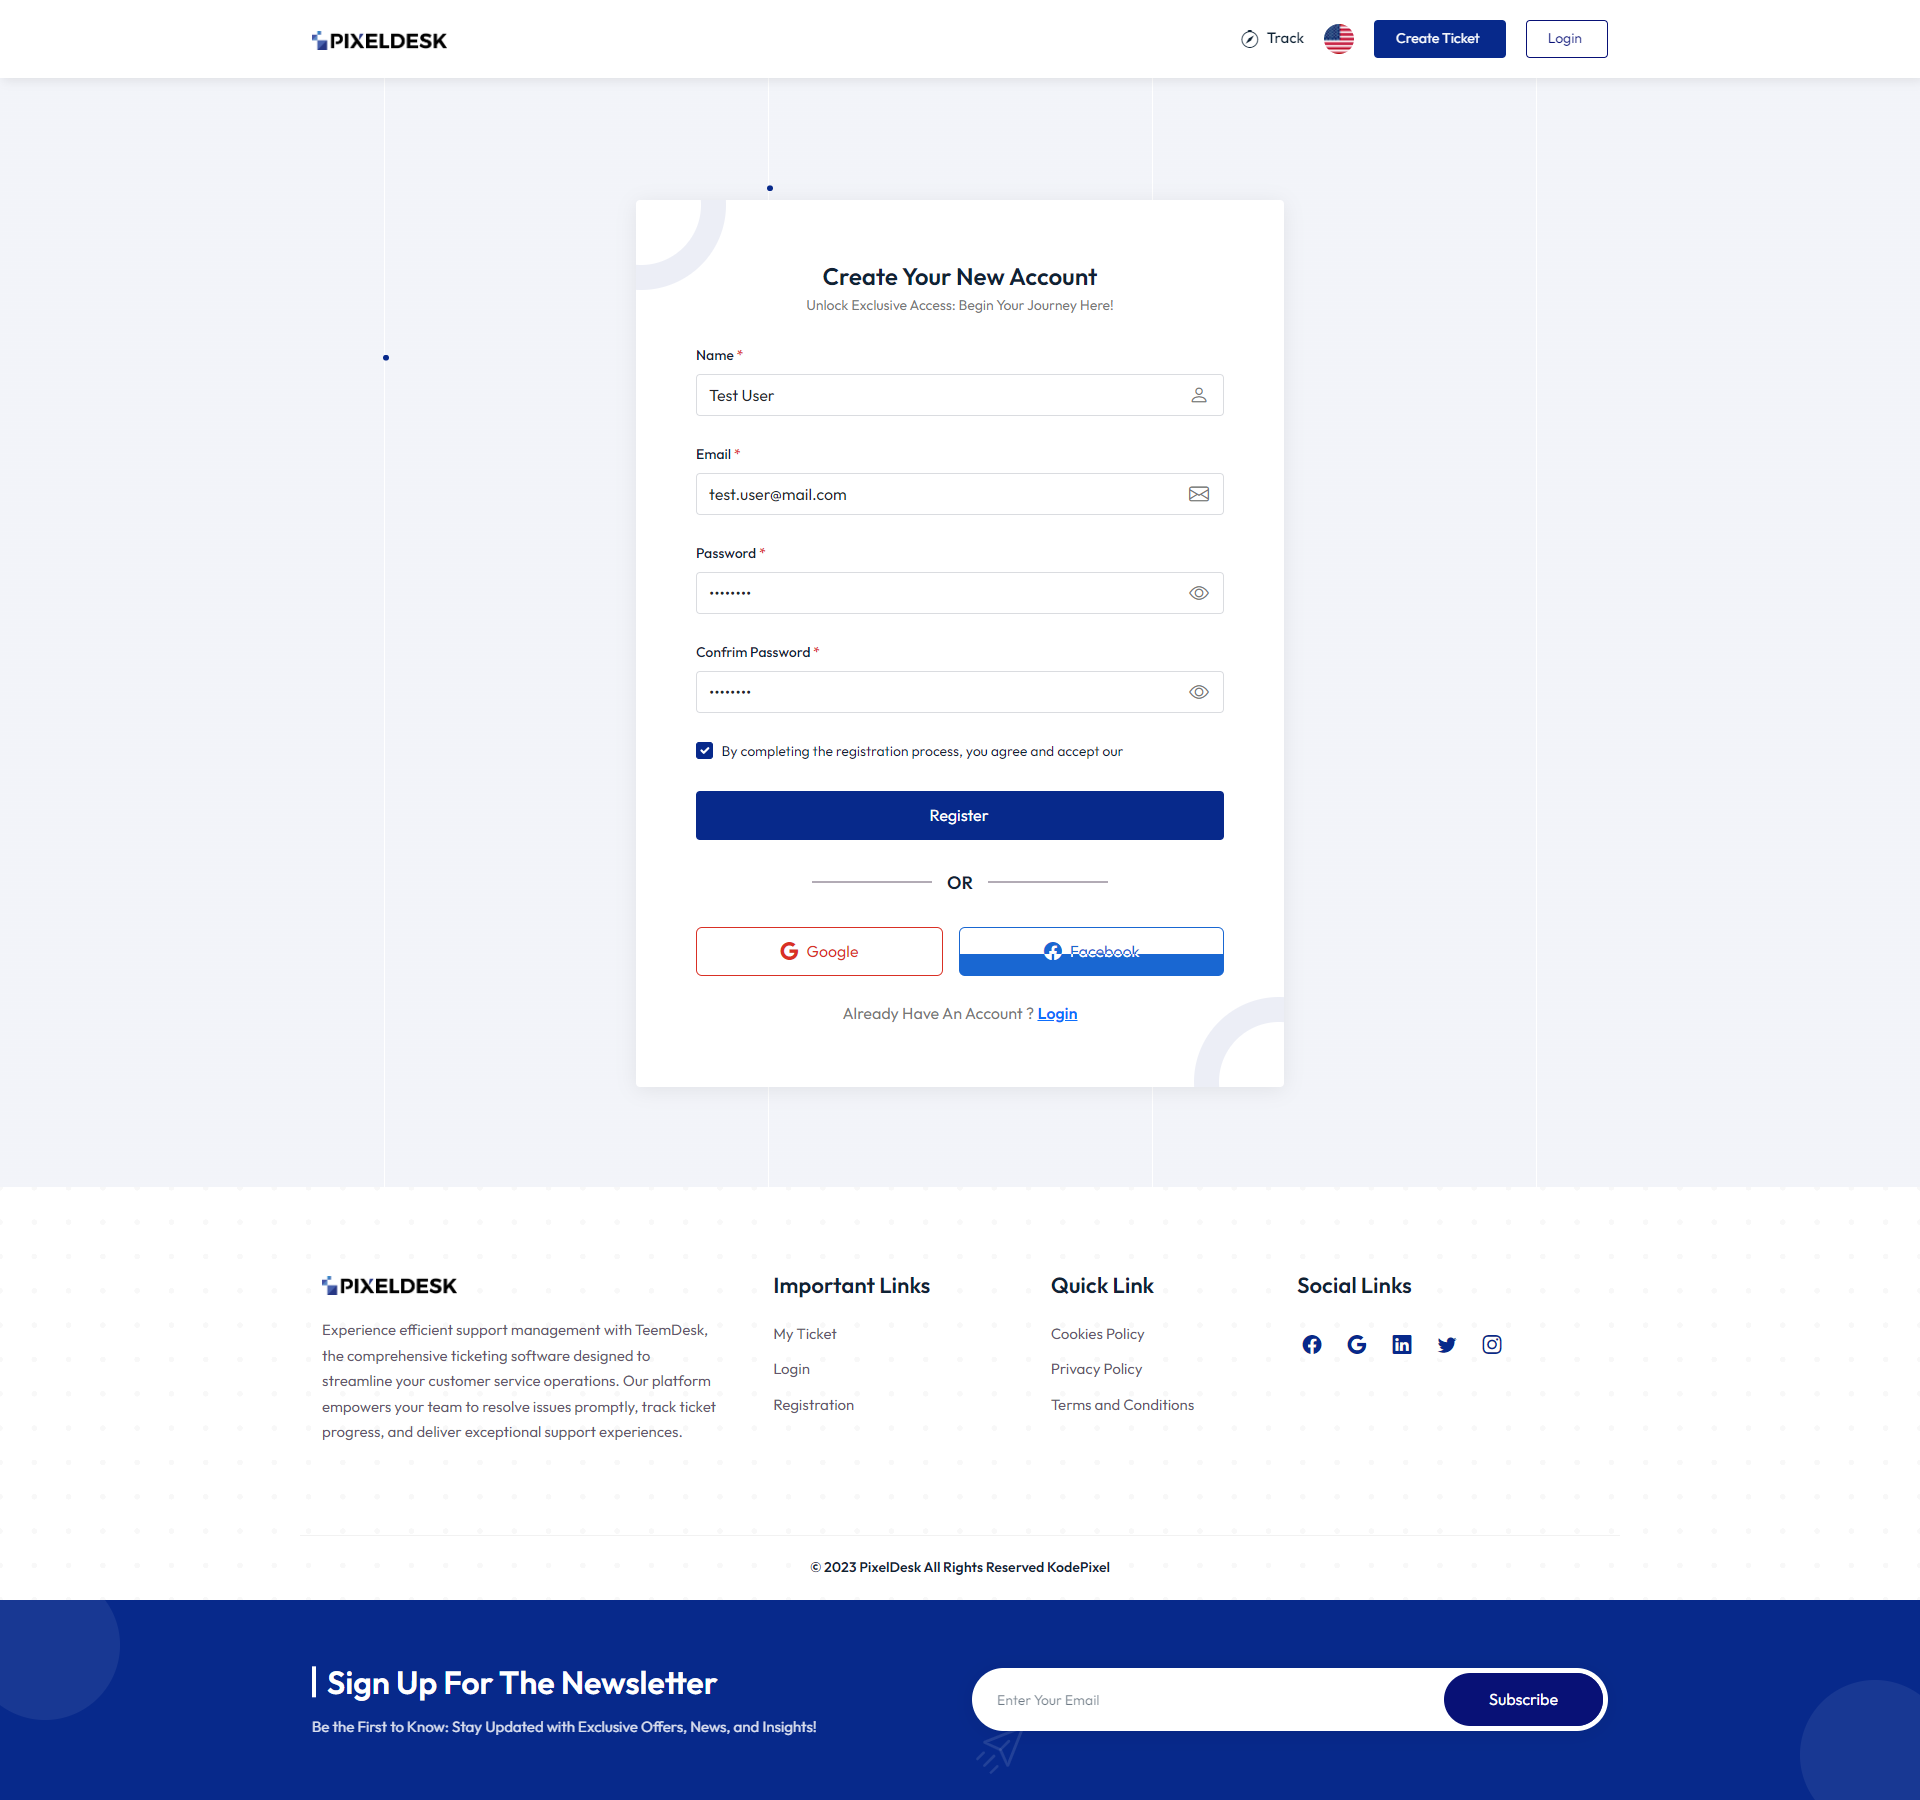 PIXELDESK
Track
Create Ticket
Login
Create Your New Account
Unlock Exclusive Access: Begin Your Journey Here!
Name *
Test User
Email *
test.user@mail.com
Password *
••••••••
Confrim Password *
••••••••
By completing the registration process, you agree and accept our
Register
OR
Google
Facebook
Already Have An Account ? Login
PIXELDESK
Experience efficient support management with TeemDesk,
the comprehensive ticketing software designed to
streamline your customer service operations. Our platform
empowers your team to resolve issues promptly, track ticket
progress, and deliver exceptional support experiences.
Important Links
My Ticket
Login
Registration
Quick Link
Cookies Policy
Privacy Policy
Terms and Conditions
Social Links
© 2023 PixelDesk All Rights Reserved KodePixel
Sign Up For The Newsletter
Be the First to Know: Stay Updated with Exclusive Offers, News, and Insights!
Enter Your Email
Subscribe